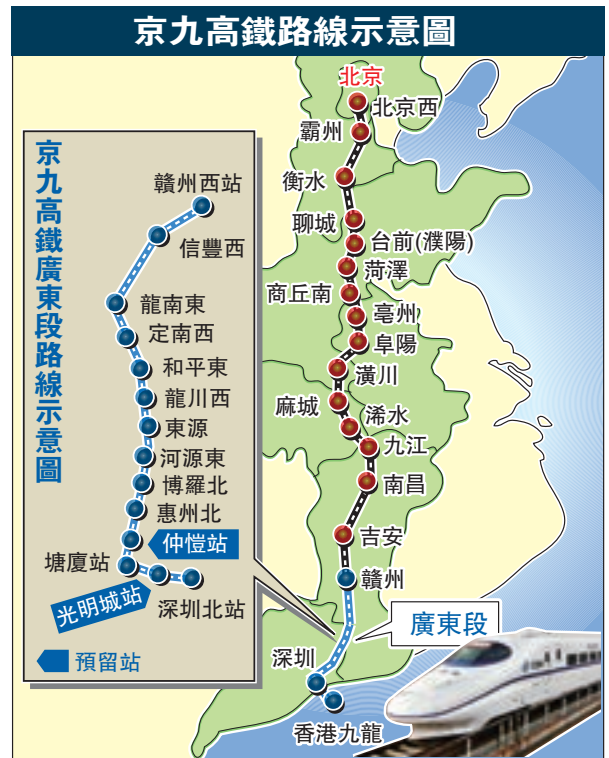 京九高鐵路線示意圖
北京
北京西
霸州
衡水
聊城
台前(濮陽)
菏澤
商丘南
亳州
阜陽
潢川
麻城
浠水
九江
南昌
吉安
贛州
廣東段
深圳
香港九龍
京九高鐵廣東段路線示意圖
贛州西站
信豐西
龍南東
定南西
和平東
龍川西
東源
河源東
博羅北
惠州北
仲愷站
塘廈站
光明城站
深圳北站
預留站